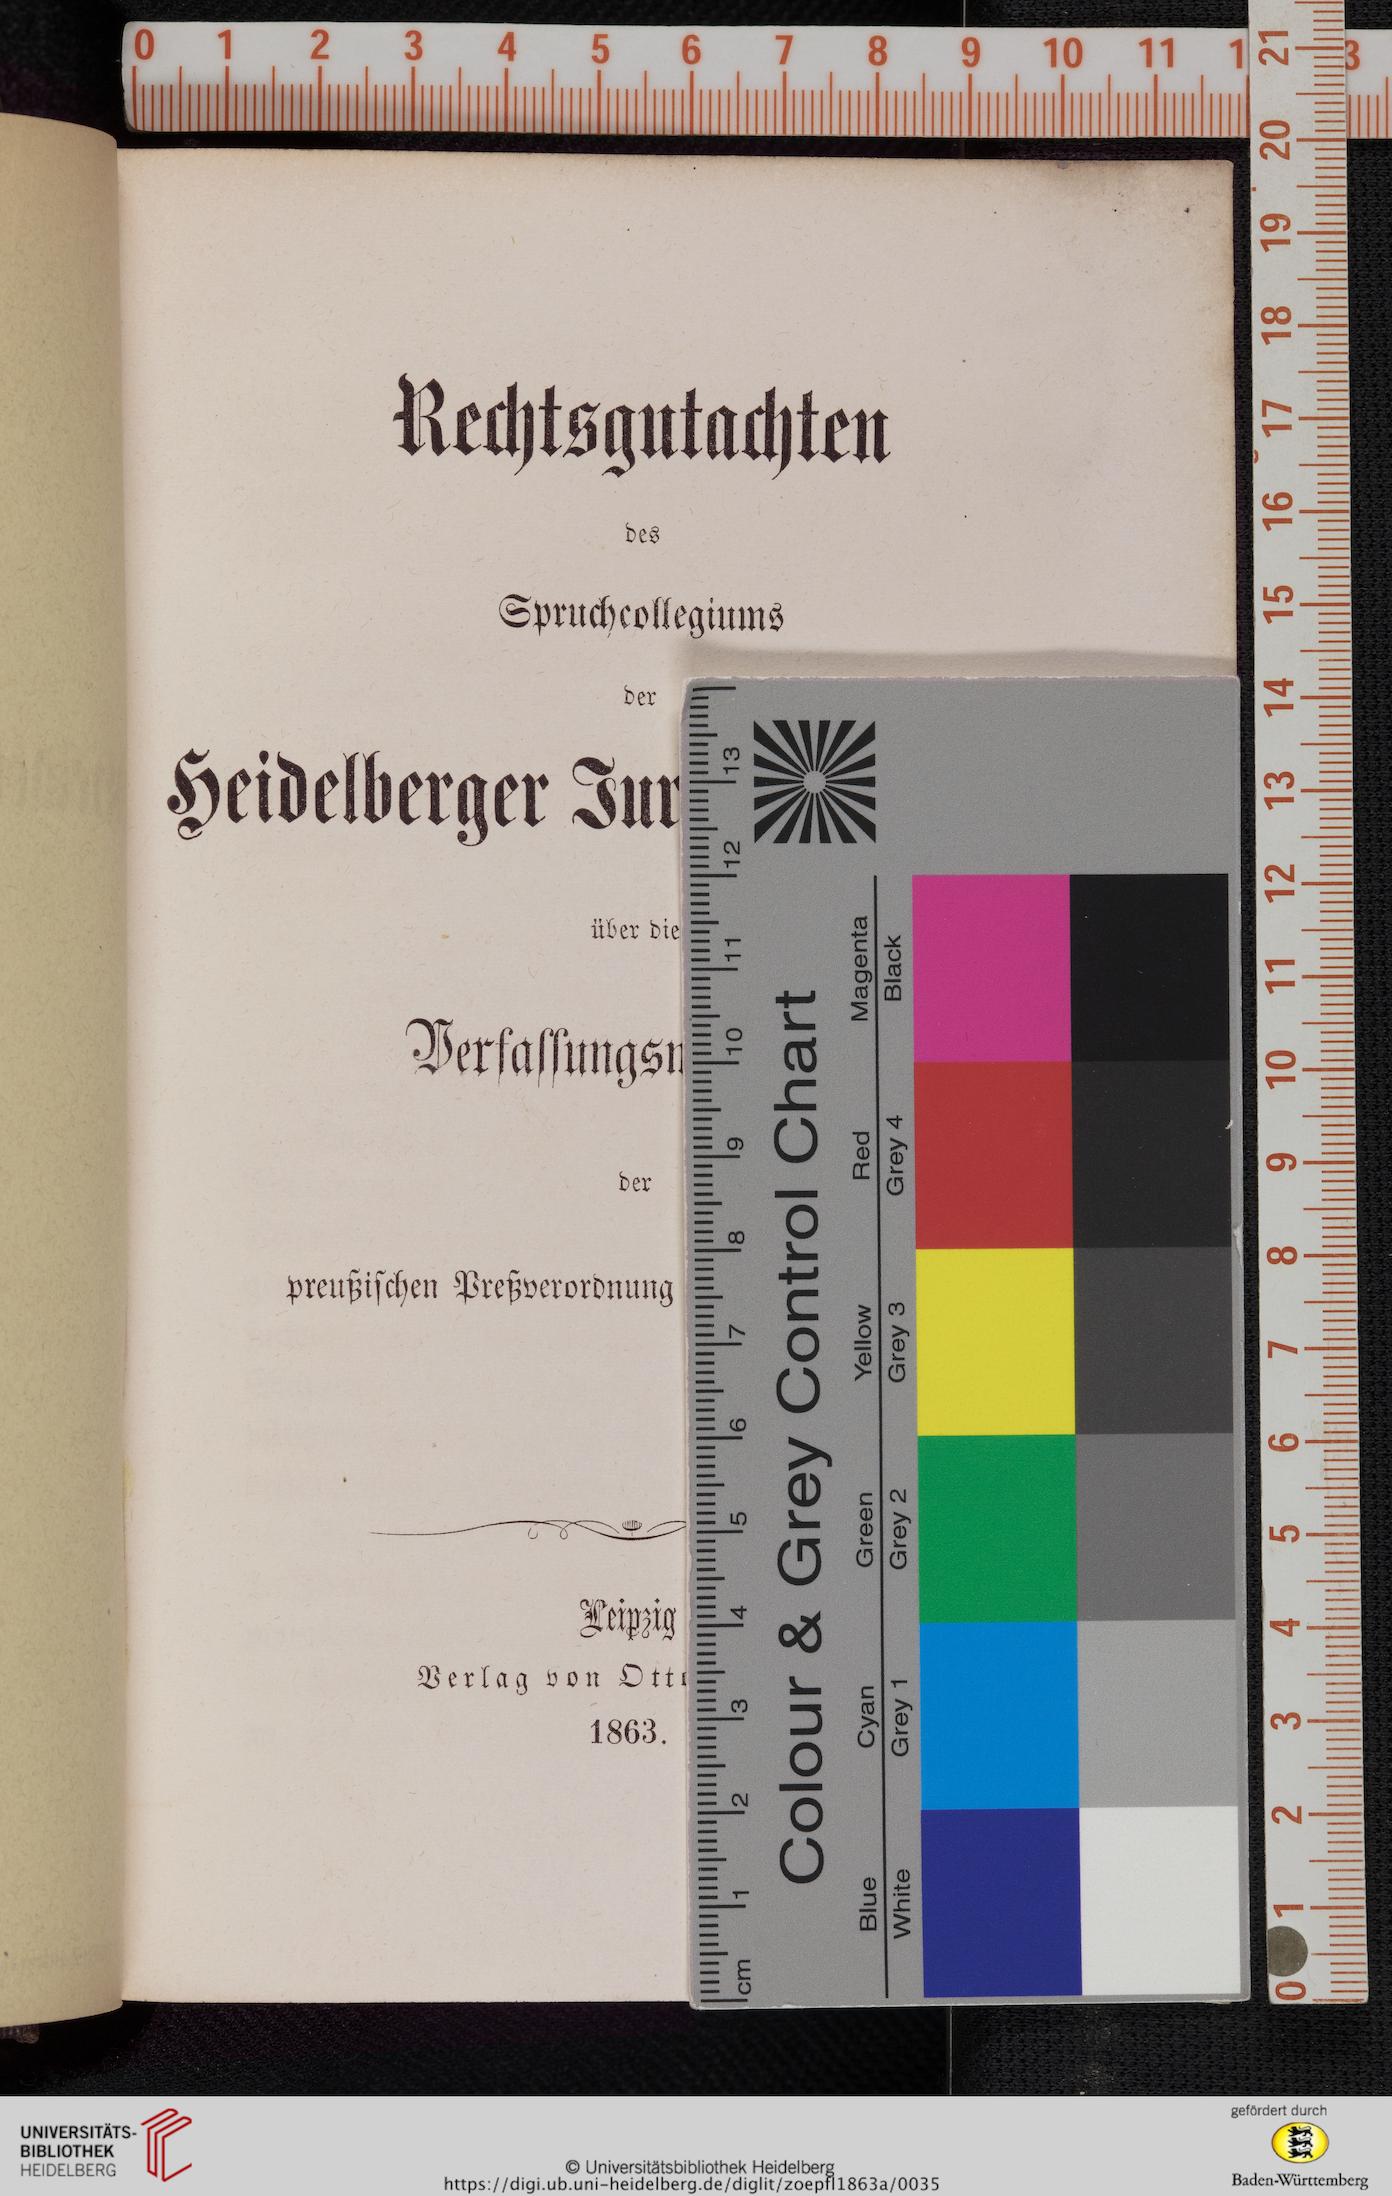 0 1 2 3 4 5 6 7 8 9 10 11 1 3
Rechtsgutachten
des
Spruchcollegiums
der
Heidelberger Jur
über die
Verfassungsm
der
preußischen Preßverordnung
Leipzig
Verlag von Otto
1863.
13 12 11 10 9 8 7 6 5 4 3 2 1 cm
Colour & Grey Control Chart
Blue Cyan Green Yellow Red Magenta
White Grey 1 Grey 2 Grey 3 Grey 4 Black
21 20 19 18 17 16 15 14 13 12 11 10 9 8 7 6 5 4 3 2 1 0
UNIVERSITÄTS-
BIBLIOTHEK
HEIDELBERG
© Universitätsbibliothek Heidelberg
https://digi.ub.uni-heidelberg.de/diglit/zoepfl1863a/0035
gefördert durch
Baden-Württemberg